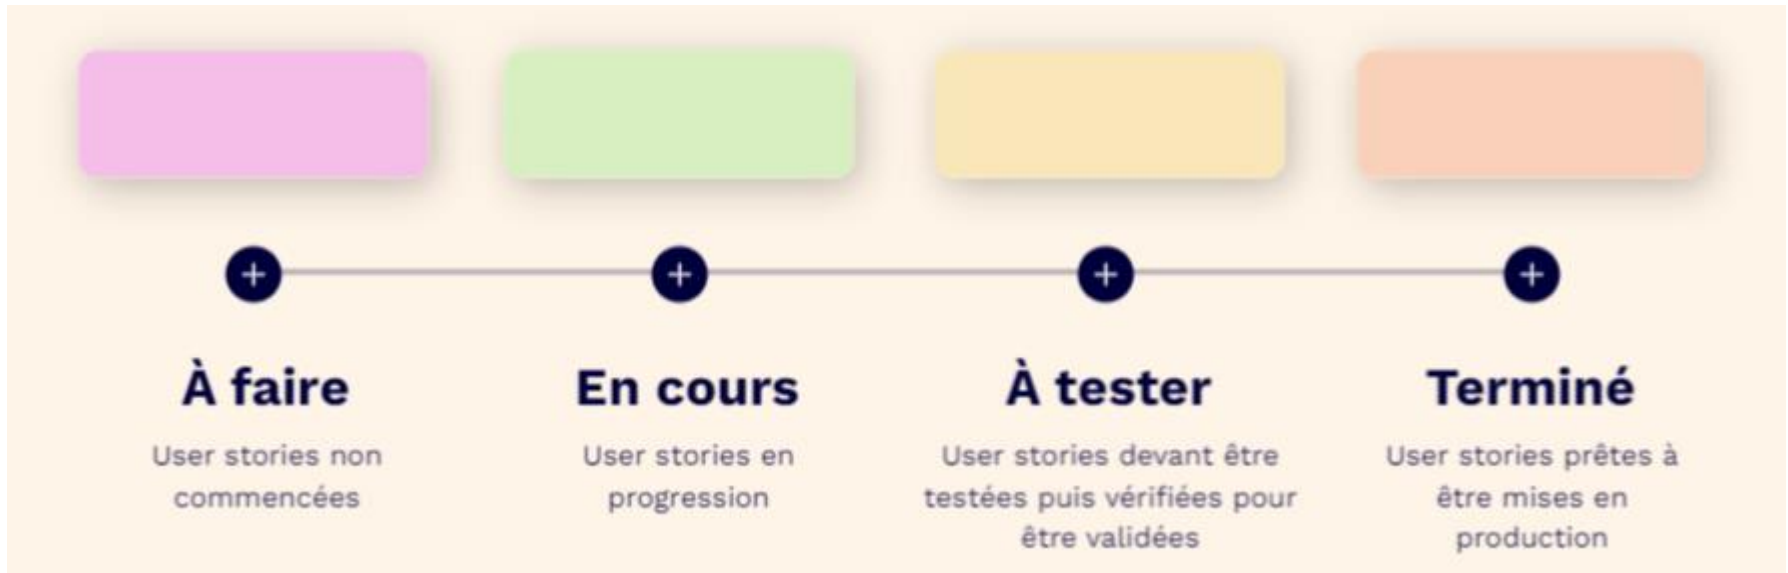 À faire
User stories non
commencées
En cours
User stories en
progression
À tester
User stories devant être
testées puis vérifiées pour
être validées
Terminé
User stories prêtes à
être mises en
production